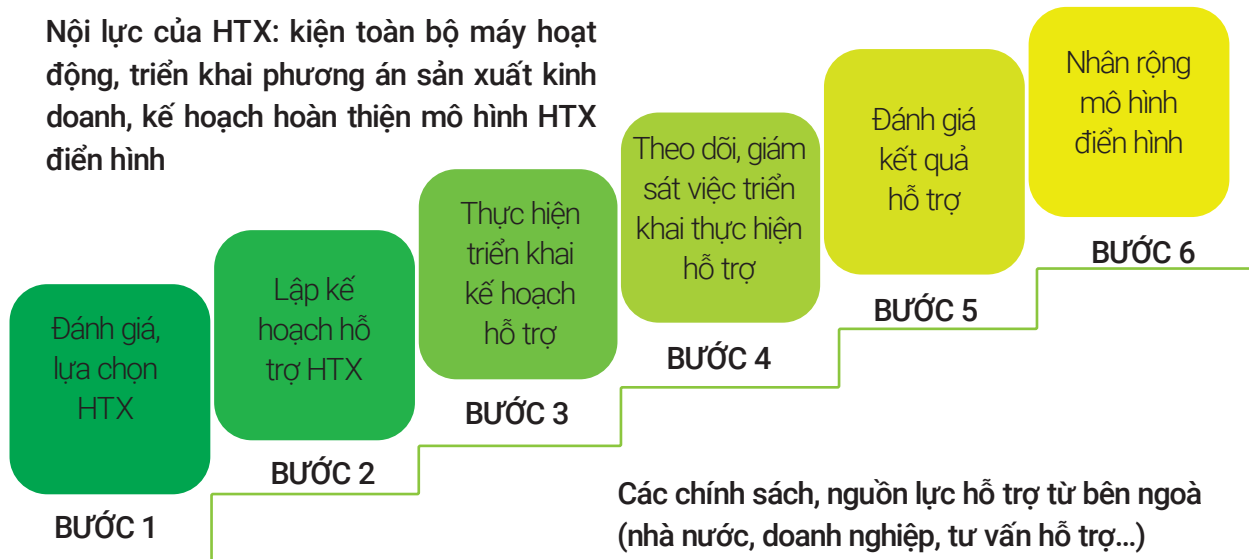 Nội lực của HTX: kiện toàn bộ máy hoạt
động, triển khai phương án sản xuất kinh
doanh, kế hoạch hoàn thiện mô hình HTX
điển hình
Đánh giá,
lựa chọn
HTX
BƯỚC 1
Lập kế
hoạch hỗ
trợ HTX
BƯỚC 2
Thực hiện
triển khai
kế hoạch
hỗ trợ
BƯỚC 3
Theo dõi, giám
sát việc triển
khai thực hiện
hỗ trợ
BƯỚC 4
Đánh giá
kết quả
hỗ trợ
BƯỚC 5
Nhân rộng
mô hình
điển hình
BƯỚC 6
Các chính sách, nguồn lực hỗ trợ từ bên ngoà
(nhà nước, doanh nghiệp, tư vấn hỗ trợ...)